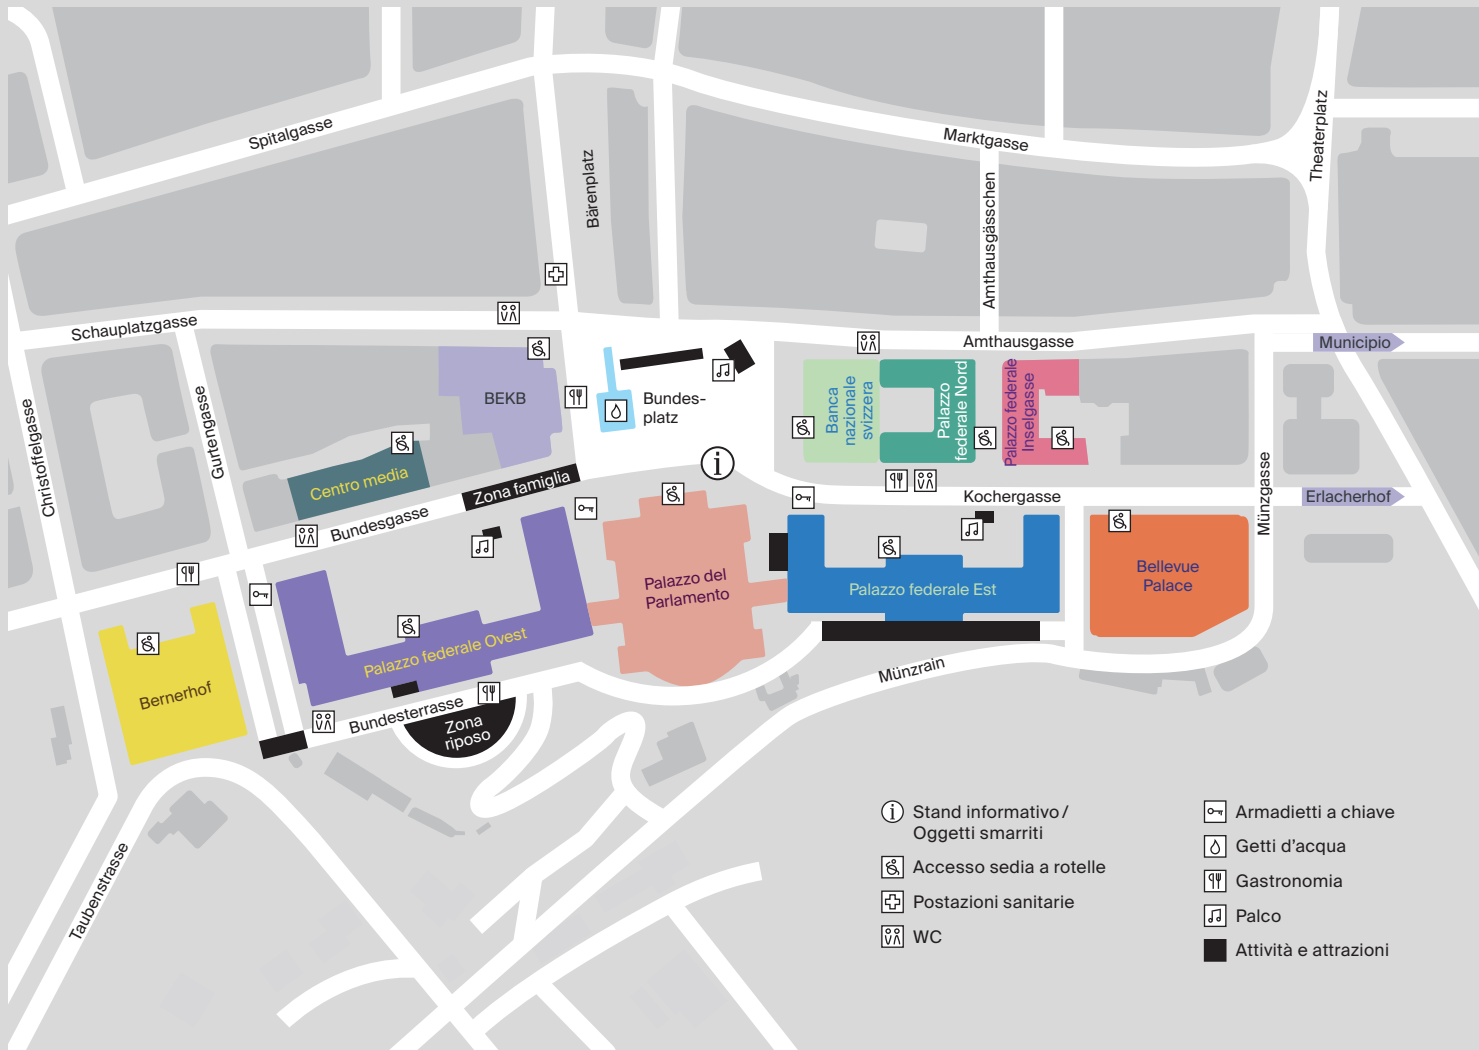 Spitalgasse
Marktgasse
Theaterplatz
Bärenplatz
Amthausgässchen
Schauplatzgasse
Amthausgasse
Municipio
Christoffelgasse
Gurtengasse
BEKB
Bundes-
platz
Banca
nazionale
svizzera
Palazzo
federale Nord
Palazzo federale
Inselgasse
Centro media
Zona famiglia
Bundesgasse
Kochergasse
Münzgasse
Erlacherhof
Palazzo del
Parlamento
Palazzo federale Est
Bellevue
Palace
Palazzo federale Ovest
Bernerhof
Bundesterrasse
Zona
riposo
Münzrain
Taubenstrasse
Stand informativo /
Oggetti smarriti
Accesso sedia a rotelle
Postazioni sanitarie
WC
Armadietti a chiave
Getti d’acqua
Gastronomia
Palco
Attività e attrazioni